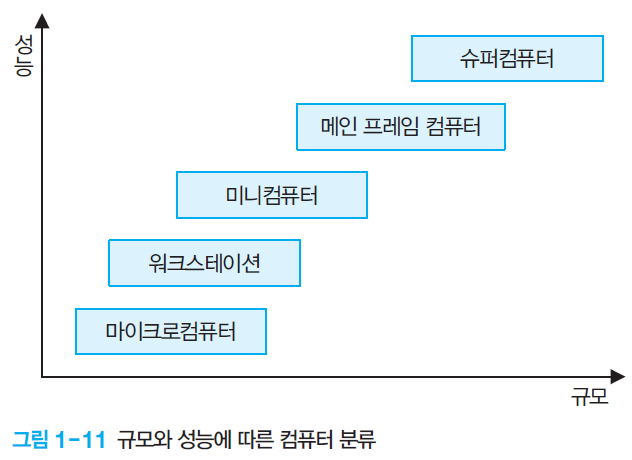 성능
슈퍼컴퓨터
메인 프레임 컴퓨터
미니컴퓨터
워크스테이션
마이크로컴퓨터
규모
그림 1-11 규모와 성능에 따른 컴퓨터 분류